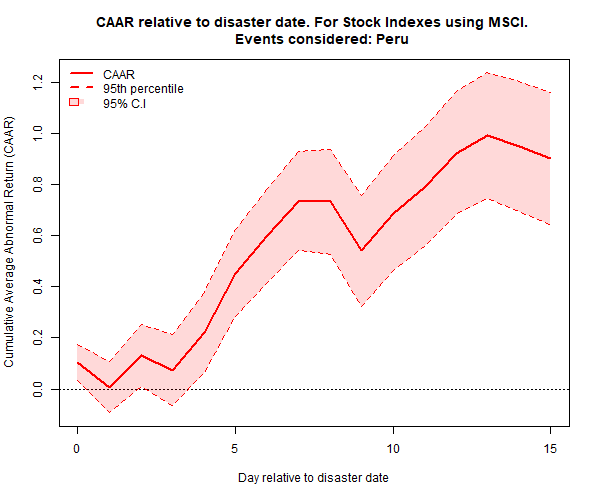 CAAR relative to disaster date. For Stock Indexes using MSCI.
Events considered: Peru
CAAR
95th percentile
95% C.I
Cumulative Average Abnormal Return (CAAR)
1.2
1.0
0.8
0.6
0.4
0.2
0.0
0 5 10 15
Day relative to disaster date